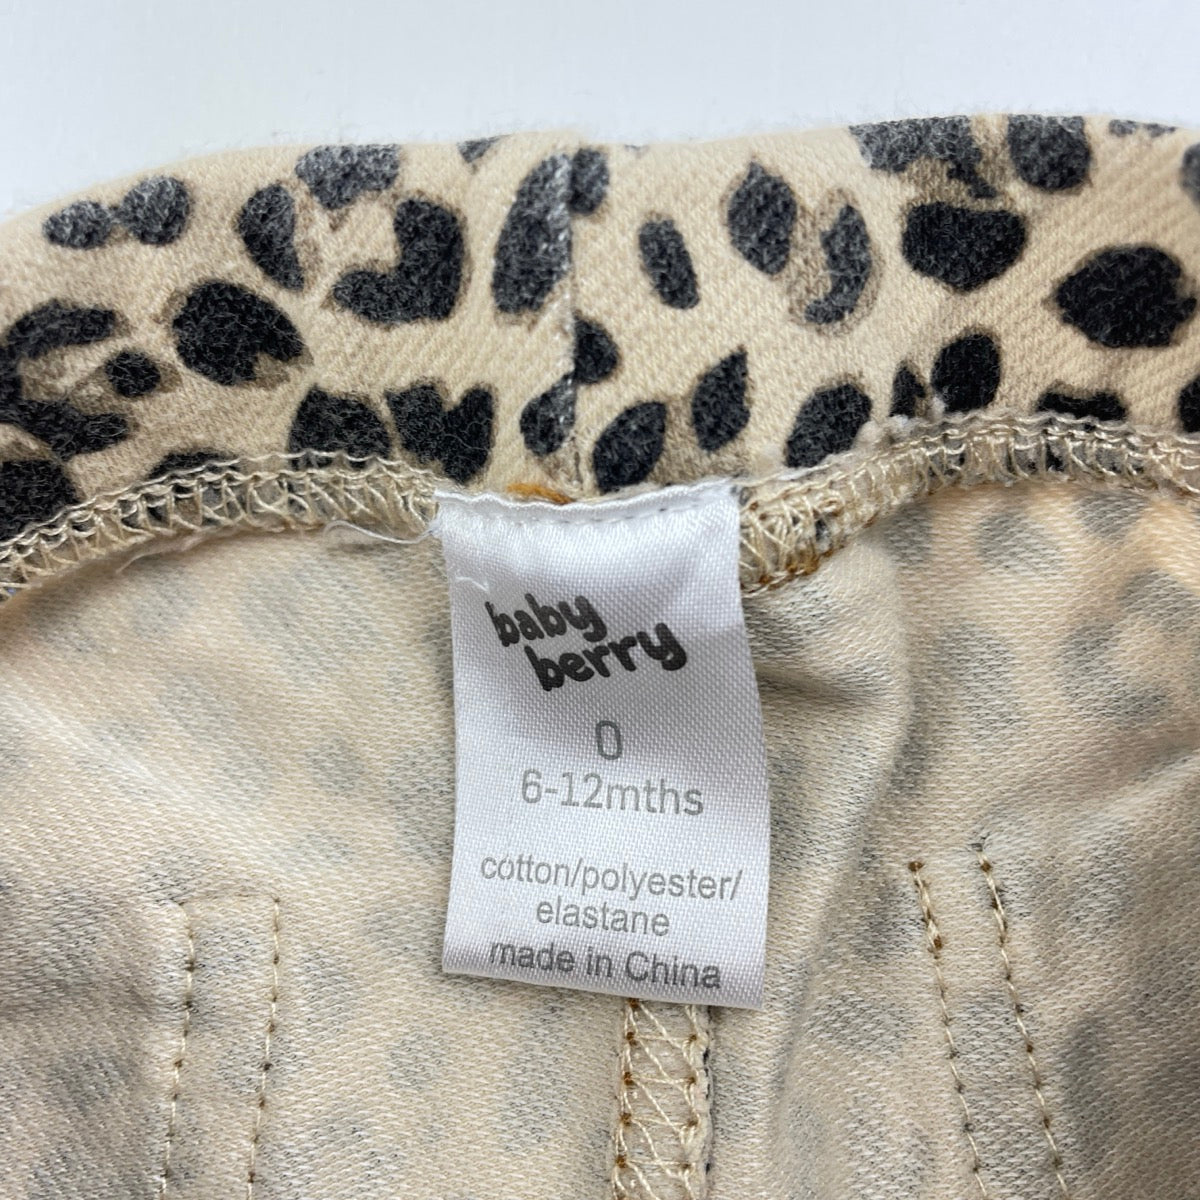 baby
berry
0
6-12mths
cotton/polyester/
elastane
made in China